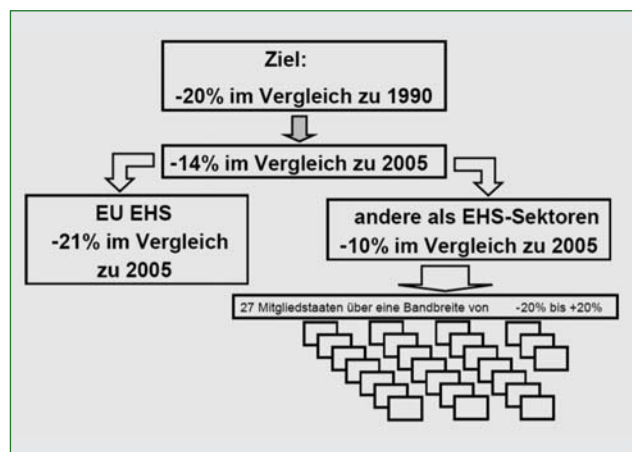 Ziel:
-20% im Vergleich zu 1990
-14% im Vergleich zu 2005
EU EHS
-21% im Vergleich
zu 2005
andere als EHS-Sektoren
-10% im Vergleich zu 2005
27 Mitgliedstaaten über eine Bandbreite von -20% bis +20%